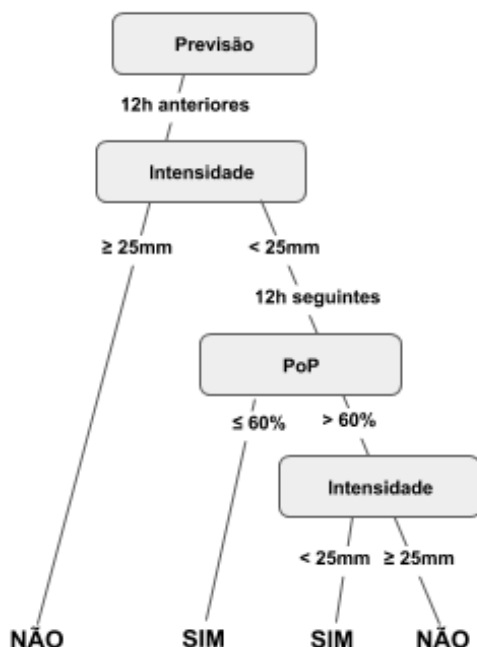 Previsão
12h anteriores
Intensidade
≥ 25mm
< 25mm
12h seguintes
PoP
≤ 60%
> 60%
Intensidade
< 25mm
≥ 25mm
NÃO
SIM
SIM
NÃO